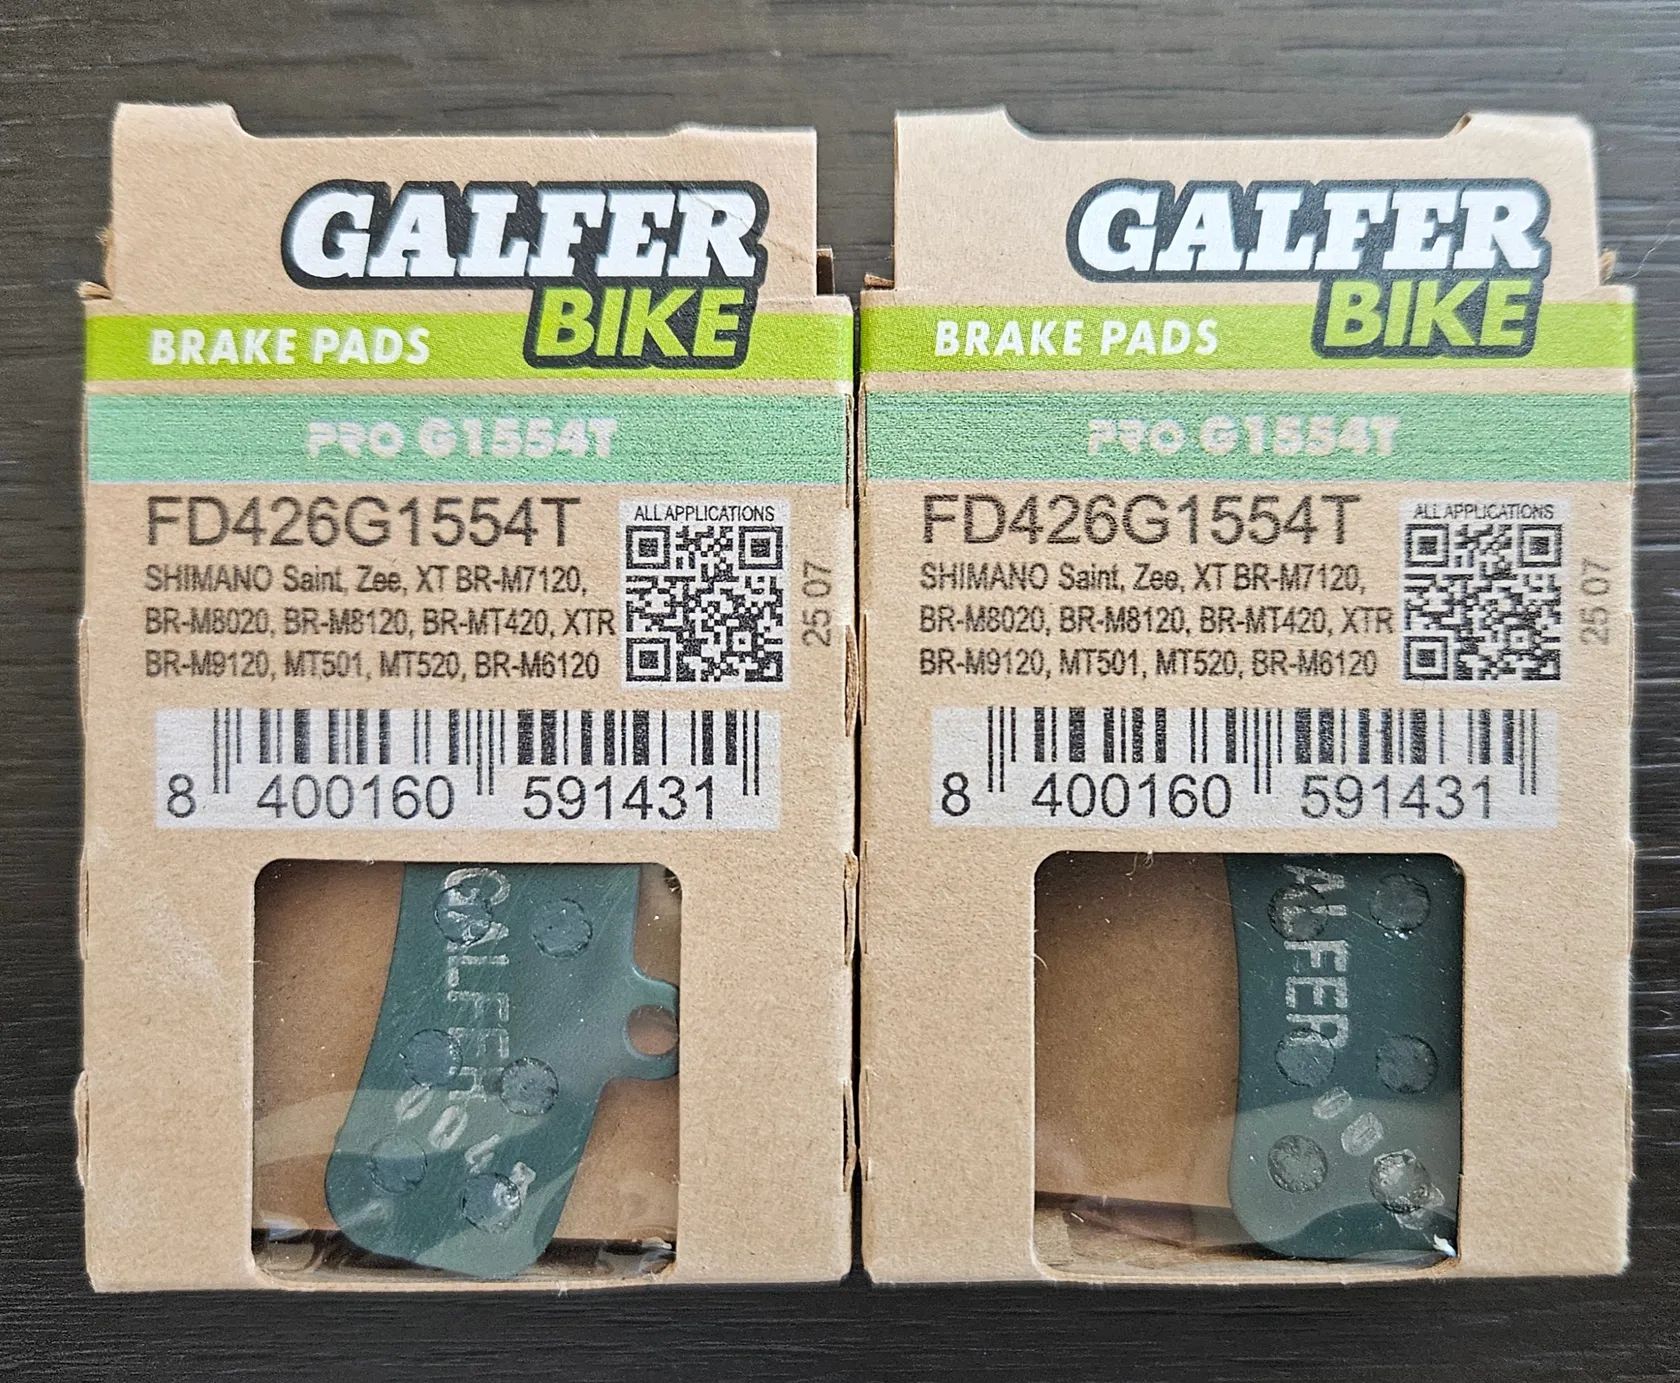 GALFER
BIKE
BRAKE PADS
PRO G1554T
FD426G1554T
ALL APPLICATIONS
SHIMANO Saint, Zee, XT BR-M7120,
BR-M8020, BR-M8120, BR-MT420, XTR
BR-M9120, MT501, MT520, BR-M6120
25 07
8 400160 591431
GALFER
GALFER
BIKE
BRAKE PADS
PRO G1554T
FD426G1554T
ALL APPLICATIONS
SHIMANO Saint, Zee, XT BR-M7120,
BR-M8020, BR-M8120, BR-MT420, XTR
BR-M9120, MT501, MT520, BR-M6120
25 07
8 400160 591431
ALFER